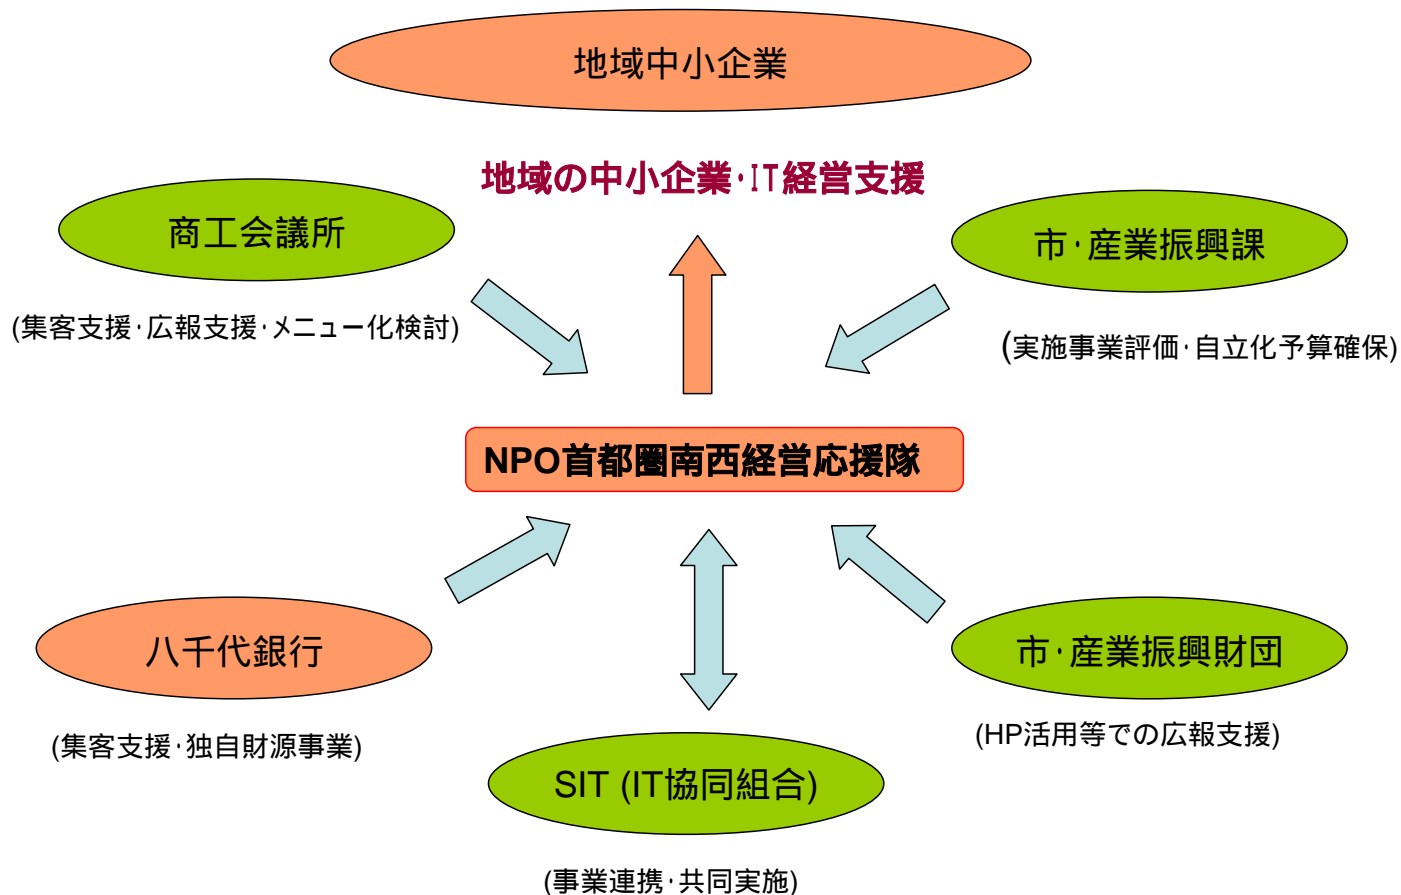 地域中小企業
地域の中小企業･IT経営支援
商工会議所
市･産業振興課
(集客支援･広報支援･メニュー化検討)
(実施事業評価･自立化予算確保)
NPO首都圏南西経営応援隊
八千代銀行
市･産業振興財団
(集客支援･独自財源事業)
(HP活用等での広報支援)
SIT (IT協同組合)
(事業連携･共同実施)